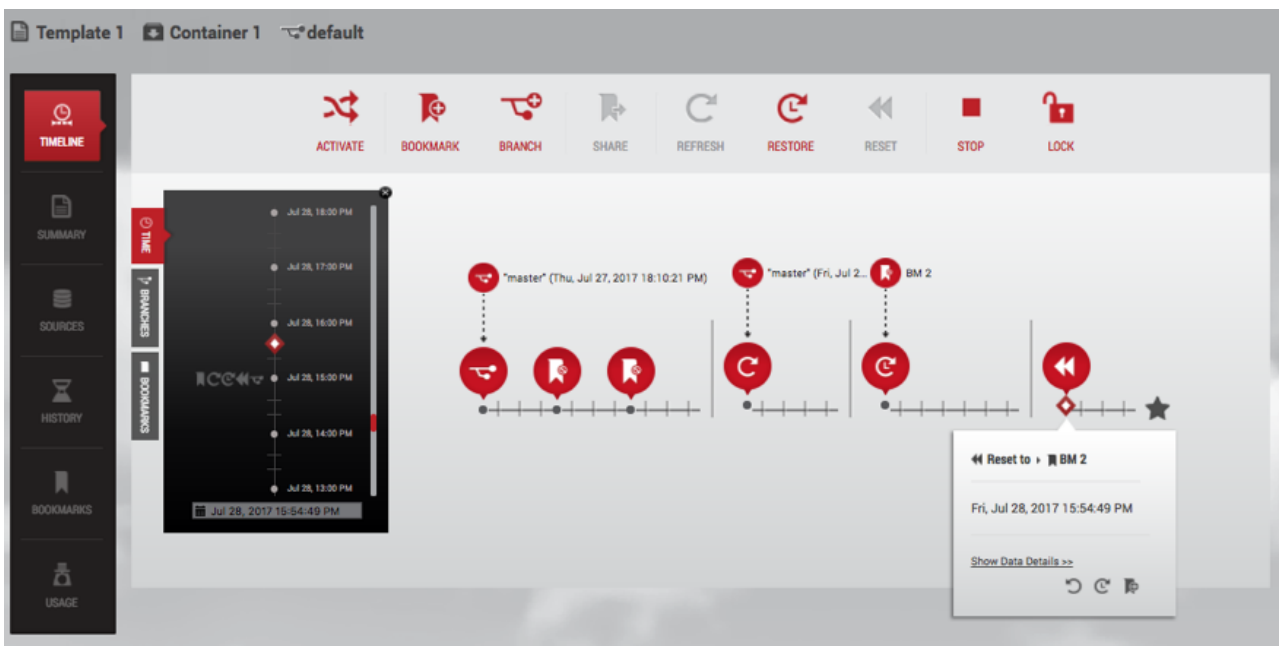 Template 1 Container 1 default
TIMELINE
SUMMARY
SOURCES
HISTORY
BOOKMARKS
USAGE
ACTIVATE BOOKMARK BRANCH SHARE REFRESH RESTORE RESET STOP LOCK
TIME
BRANCHES
BOOKMARKS
Jul 28, 18:00 PM
Jul 28, 17:00 PM
Jul 28, 16:00 PM
Jul 28, 15:00 PM
Jul 28, 14:00 PM
Jul 28, 13:00 PM
Jul 28, 2017 15:54:49 PM
"master" (Thu, Jul 27, 2017 18:10:21 PM)
"master" (Fri, Jul 2...
BM 2
Reset to BM 2
Fri, Jul 28, 2017 15:54:49 PM
Show Data Details >>